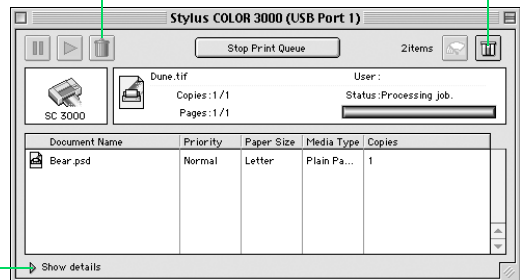 Stylus COLOR 3000 (USB Port 1)
Stop Print Queue
2items
SC 3000
Dune.tif
User:
Copies:1/1
Status:Processing job.
Pages:1/1
Document Name Priority Paper Size Media Type Copies
Bear.psd Normal Letter Plain Pa... 1
Show details